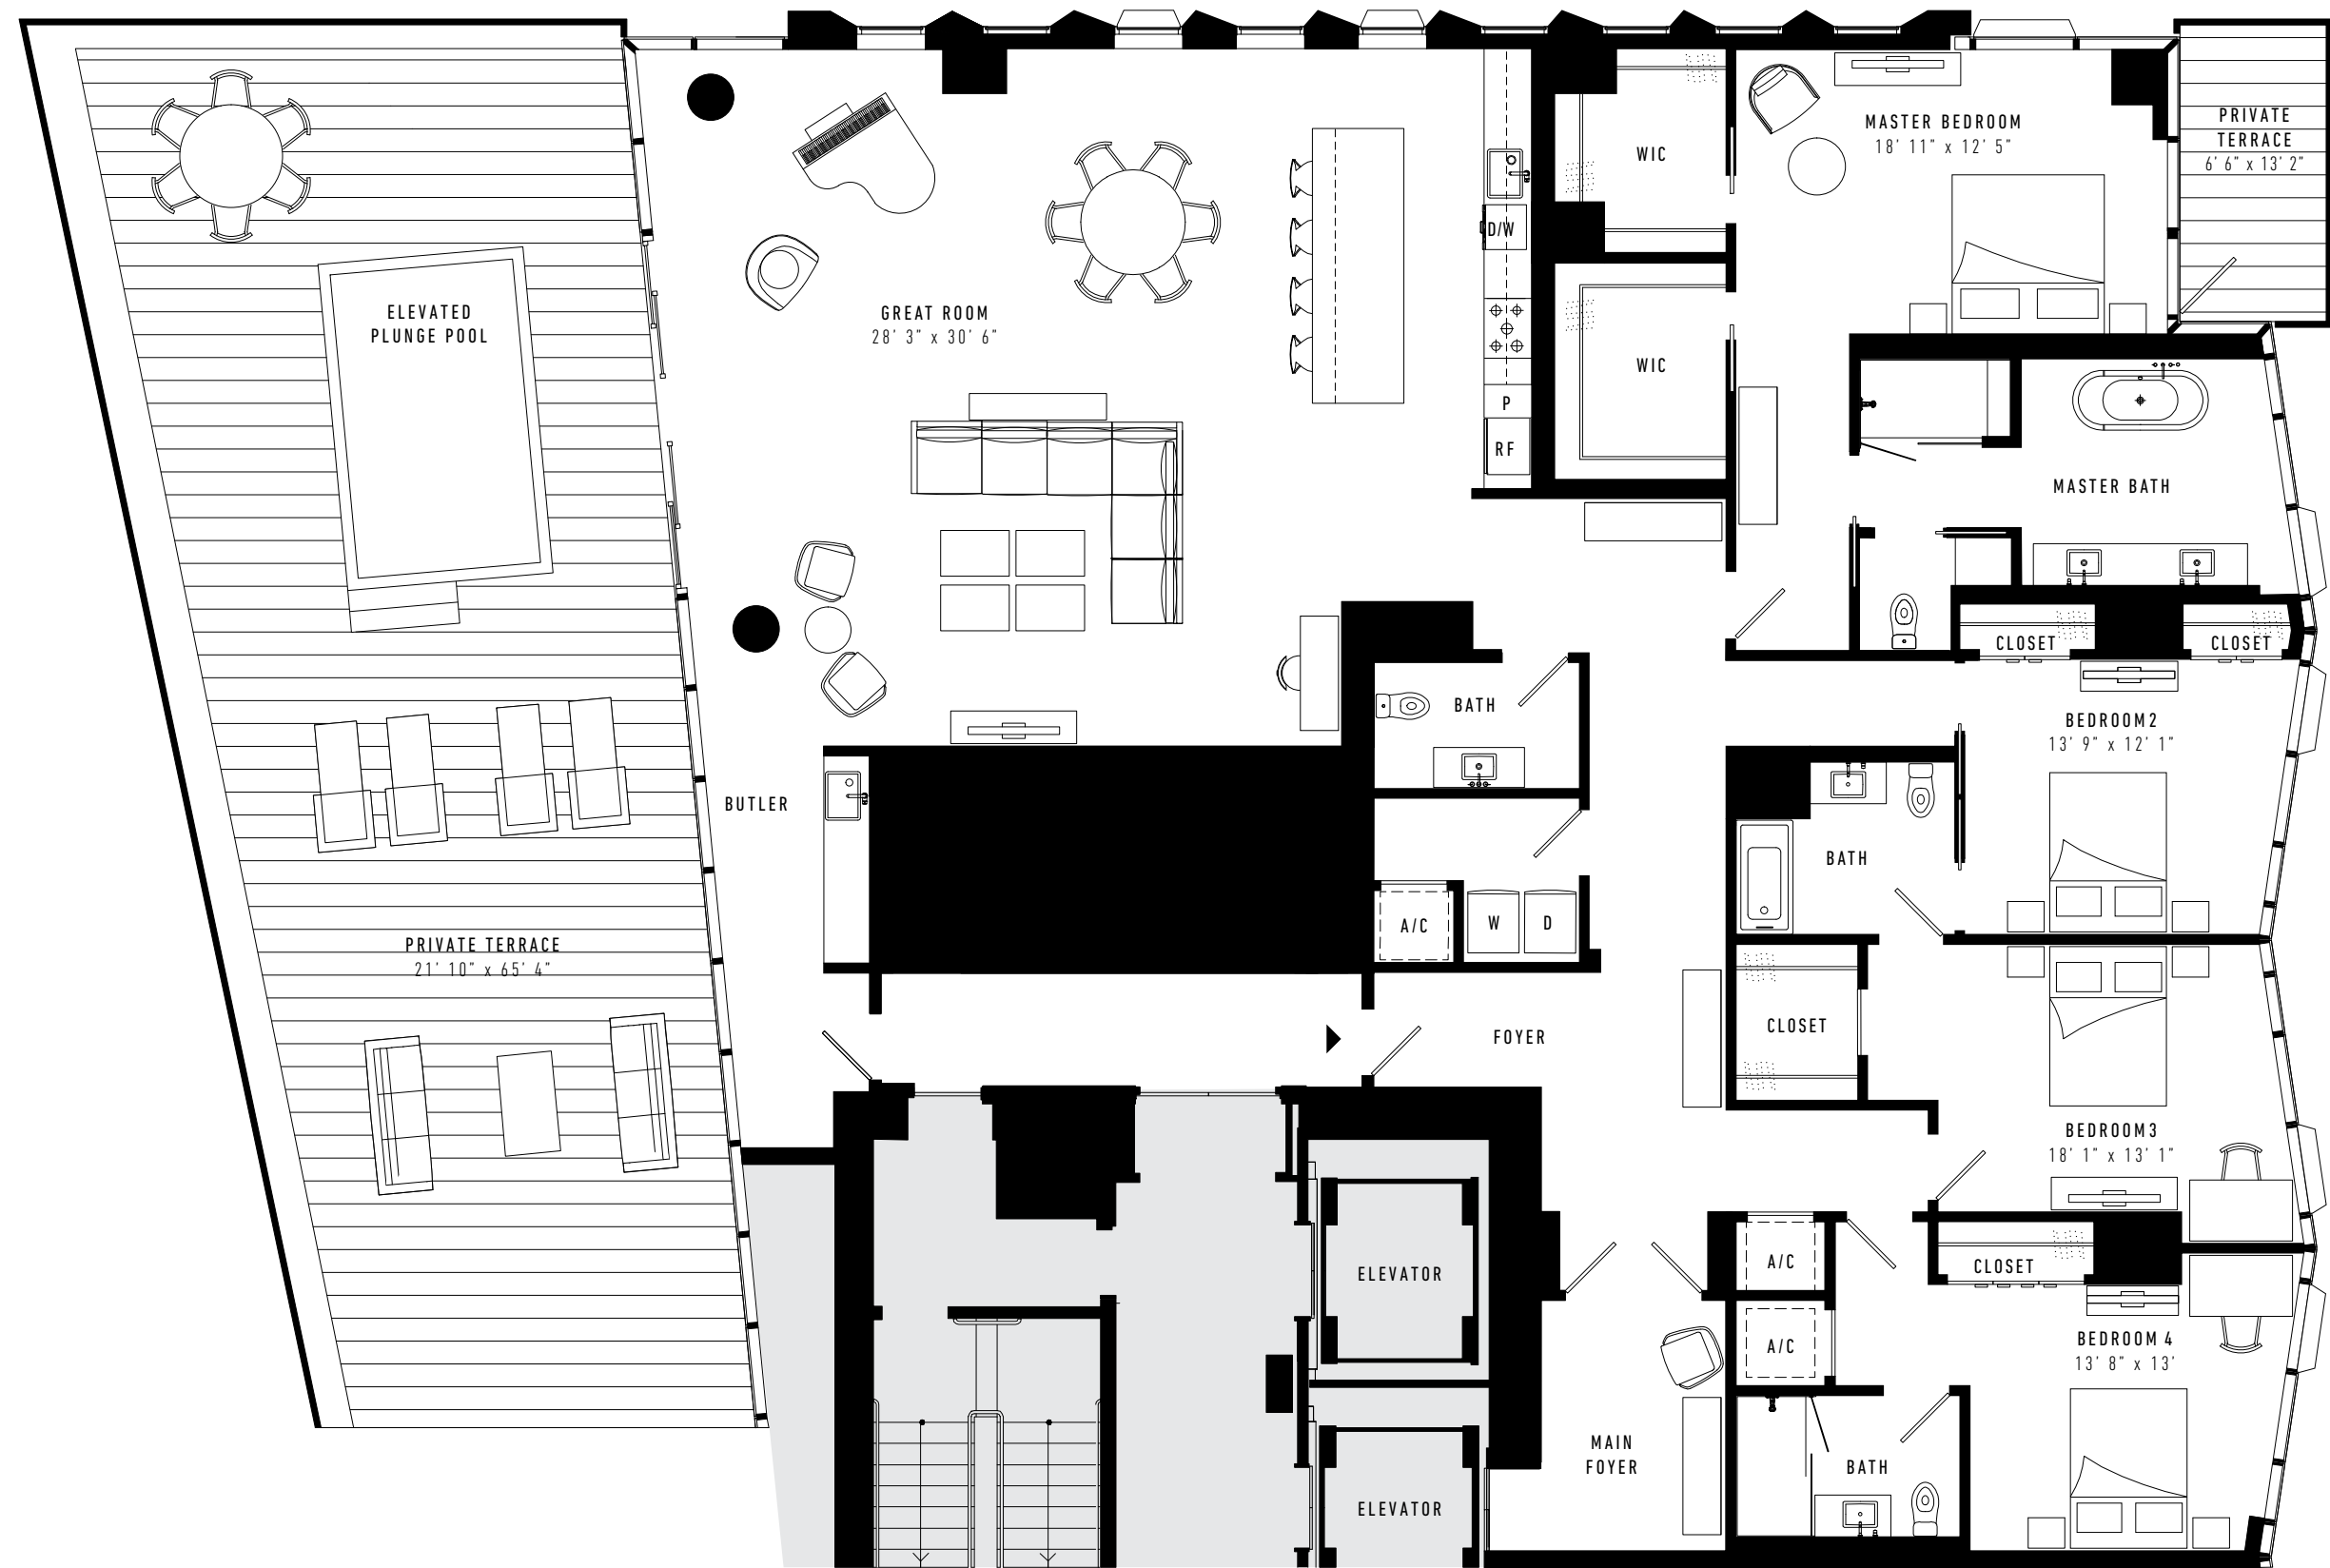 MASTER BEDROOM
18' 11" x 12' 5"
PRIVATE
TERRACE
6' 6" x 13' 2"
WIC
D/W
ELEVATED
PLUNGE POOL
GREAT ROOM
28' 3" x 30' 6"
WIC
P
RF
MASTER BATH
CLOSET
CLOSET
BATH
BEDROOM2
13' 9" x 12' 1"
BUTLER
BATH
A/C
W
D
PRIVATE TERRACE
21' 10" x 65' 4"
CLOSET
FOYER
BEDROOM3
18' 1" x 13' 1"
ELEVATOR
A/C
CLOSET
A/C
BEDROOM 4
13' 8" x 13'
MAIN
FOYER
BATH
ELEVATOR